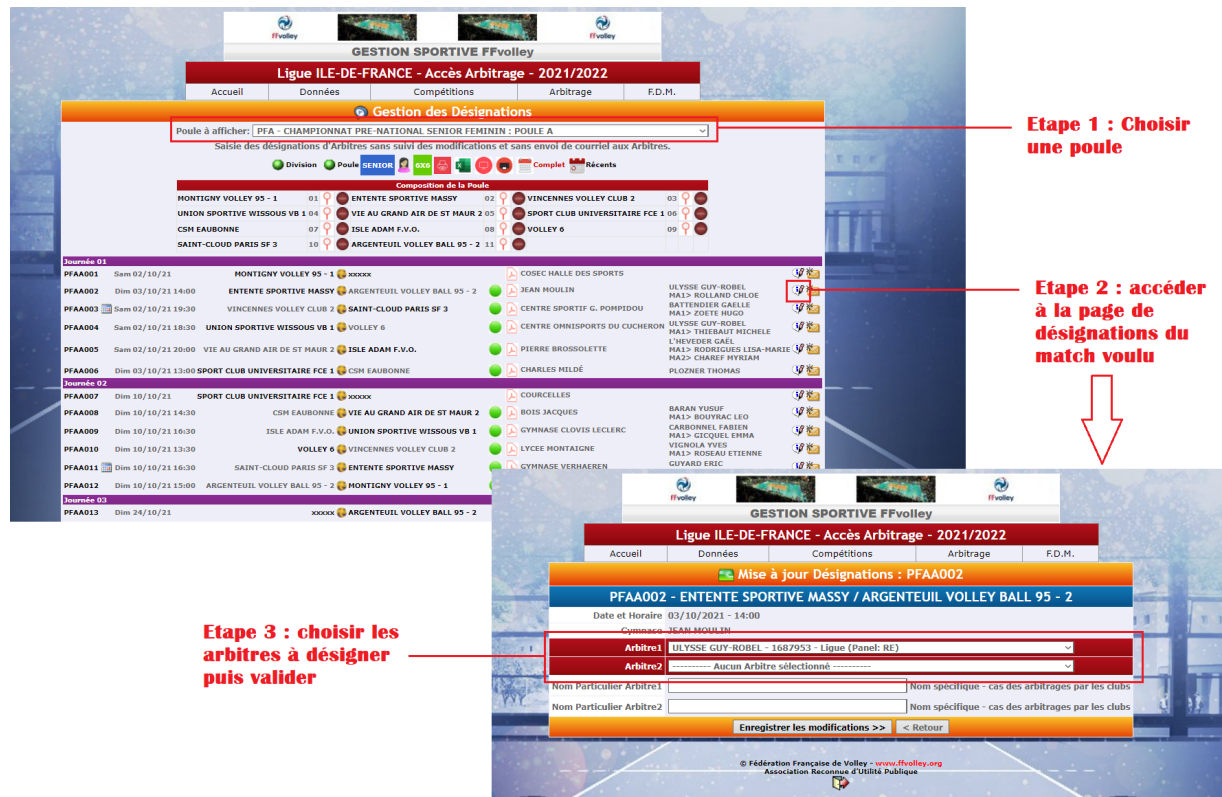 ffvolley
ffvolley
GESTION SPORTIVE FFvolley
Ligue ILE-DE-FRANCE - Accès Arbitrage - 2021/2022
Accueil Données Compétitions Arbitrage F.D.M.
Gestion des Désignations
Poule à afficher: PFA - CHAMPIONNAT PRE-NATIONAL SENIOR FEMININ : POULE A
Saisie des désignations d'Arbitres sans suivi des modifications et sans envoi de courriel aux Arbitres.
Division Poule SENIOR 6X6 Complet Récents
Composition de la Poule
MONTIGNY VOLLEY 95 - 1 01 ENTENTE SPORTIVE MASSY 02 VINCENNES VOLLEY CLUB 2 03
UNION SPORTIVE WISSOUS VB 1 04 VIE AU GRAND AIR DE ST MAUR 2 05 SPORT CLUB UNIVERSITAIRE FCE 1 06
CSM EAUBONNE 07 ISLE ADAM F.V.O. 08 VOLLEY 6 09
SAINT-CLOUD PARIS SF 3 10 ARGENTEUIL VOLLEY BALL 95 - 2 11
Journée 01
PFAA001 Sam 02/10/21 MONTIGNY VOLLEY 95 - 1 xxxxx COSEC HALLE DES SPORTS
PFAA002 Dim 03/10/21 14:00 ENTENTE SPORTIVE MASSY ARGENTEUIL VOLLEY BALL 95 - 2 JEAN MOULIN ULYSSE GUY-ROBEL
MA1> ROLLAND CHLOE
PFAA003 Sam 02/10/21 19:30 VINCENNES VOLLEY CLUB 2 SAINT-CLOUD PARIS SF 3 CENTRE SPORTIF G. POMPIDOU BATTENDIER GAELLE
MA1> ZOETE HUGO
PFAA004 Sam 02/10/21 18:30 UNION SPORTIVE WISSOUS VB 1 VOLLEY 6 CENTRE OMNISPORTS DU CUCHERON ULYSSE GUY-ROBEL
MA1> THIEBAUT MICHELE
PFAA005 Sam 02/10/21 20:00 VIE AU GRAND AIR DE ST MAUR 2 ISLE ADAM F.V.O. PIERRE BROSSOLETTE L'HEVEDER GAËL
MA1> RODRIGUES LISA-MARIE
MA2> CHAREF MYRIAM
PFAA006 Dim 03/10/21 13:00 SPORT CLUB UNIVERSITAIRE FCE 1 CSM EAUBONNE CHARLES MILDÉ PLOZNER THOMAS
Journée 02
PFAA007 Dim 10/10/21 SPORT CLUB UNIVERSITAIRE FCE 1 xxxxx COURCELLES
PFAA008 Dim 10/10/21 14:30 CSM EAUBONNE VIE AU GRAND AIR DE ST MAUR 2 BOIS JACQUES BARAN YUSUF
MA1> BOUYRAC LEO
PFAA009 Dim 10/10/21 16:30 ISLE ADAM F.V.O. UNION SPORTIVE WISSOUS VB 1 GYMNASE CLOVIS LECLERC CARBONNEL FABIEN
MA1> GICQUEL EMMA
PFAA010 Dim 10/10/21 13:30 VOLLEY 6 VINCENNES VOLLEY CLUB 2 LYCEE MONTAIGNE VIGNOLA YVES
MA1> ROSEAU ETIENNE
PFAA011 Dim 10/10/21 16:30 SAINT-CLOUD PARIS SF 3 ENTENTE SPORTIVE MASSY GYMNASE VERHAEREN GUYARD ERIC
PFAA012 Dim 10/10/21 15:00 ARGENTEUIL VOLLEY BALL 95 - 2 MONTIGNY VOLLEY 95 - 1
Journée 03
PFAA013 Dim 24/10/21 xxxxx ARGENTEUIL VOLLEY BALL 95 - 2
Etape 1 : Choisir
une poule
Etape 2 : accéder
à la page de
désignations du
match voulu
ffvolley
ffvolley
GESTION SPORTIVE FFvolley
Ligue ILE-DE-FRANCE - Accès Arbitrage - 2021/2022
Accueil Données Compétitions Arbitrage F.D.M.
Mise à jour Désignations : PFAA002
PFAA002 - ENTENTE SPORTIVE MASSY / ARGENTEUIL VOLLEY BALL 95 - 2
Date et Horaire 03/10/2021 - 14:00
Gymnase JEAN MOULIN
Arbitre1 ULYSSE GUY-ROBEL - 1687953 - Ligue (Panel: RE)
Arbitre2 ---------- Aucun Arbitre sélectionné ----------
Nom Particulier Arbitre1 Nom spécifique - cas des arbitrages par les clubs
Nom Particulier Arbitre2 Nom spécifique - cas des arbitrages par les clubs
Enregistrer les modifications >> < Retour
© Fédération Française de Volley - www.ffvolley.org
Association Reconnue d'Utilité Publique
Etape 3 : choisir les
arbitres à désigner
puis valider